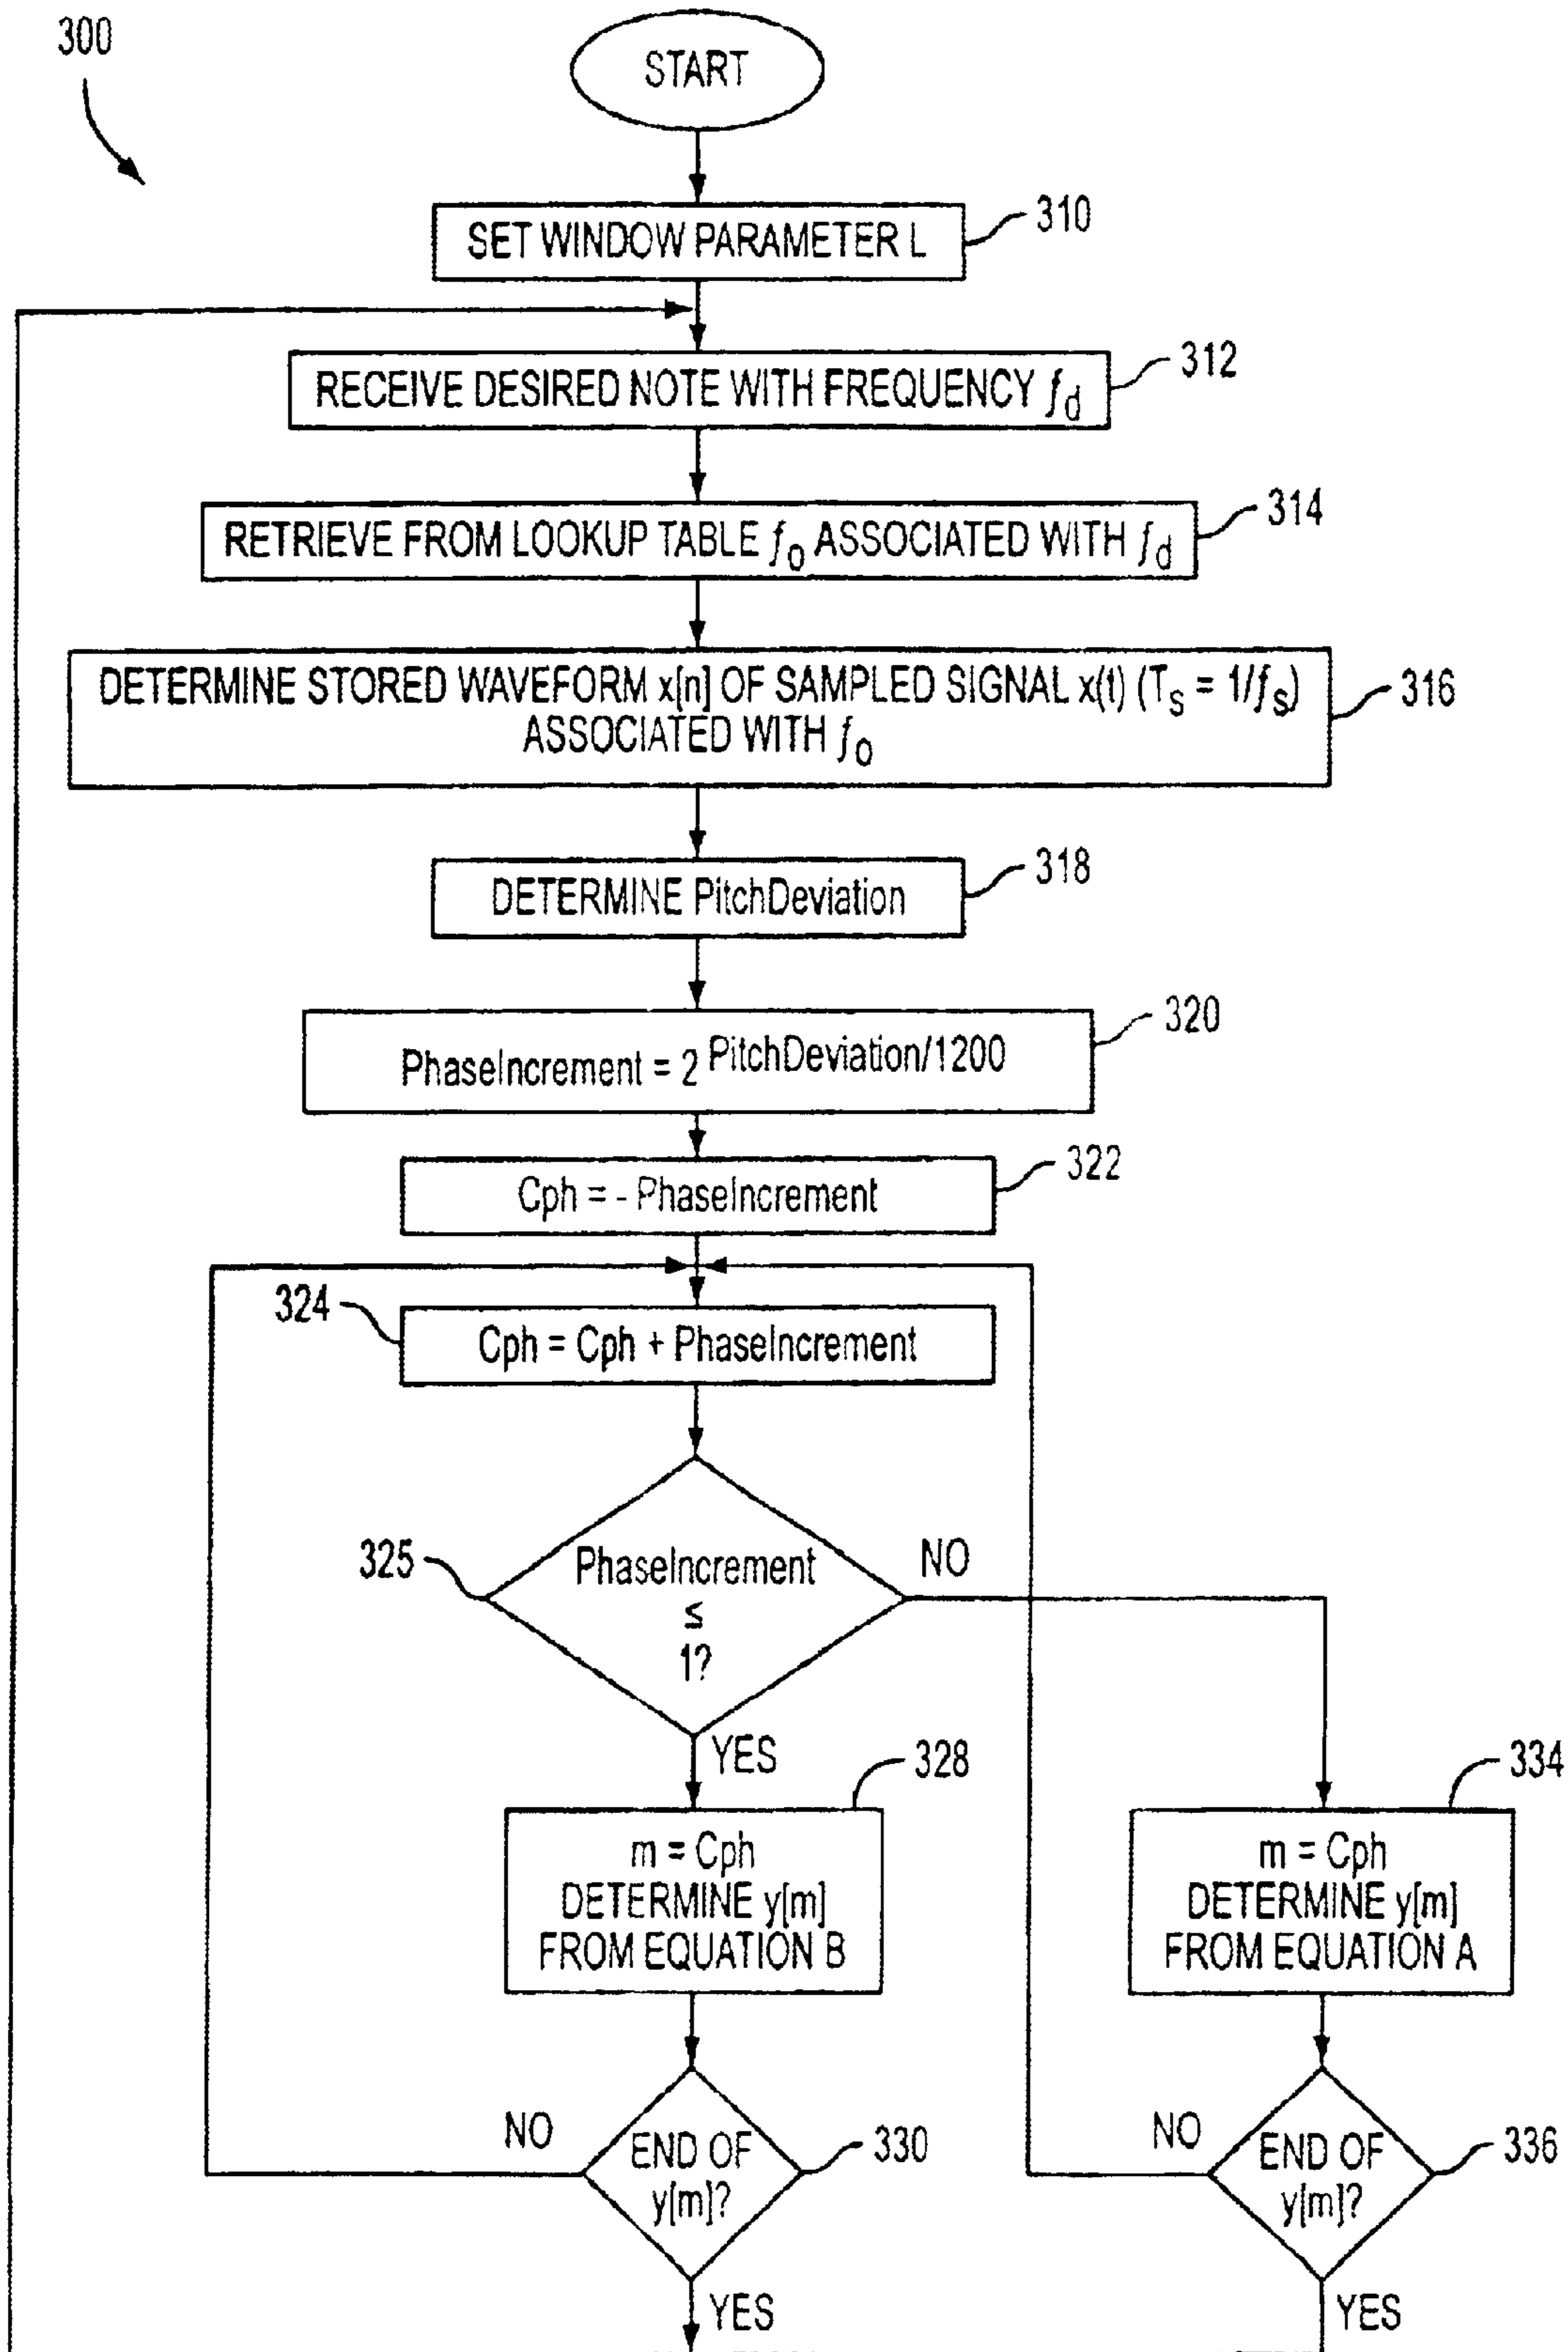 300
START
SET WINDOW PARAMETER L
310
RECEIVE DESIRED NOTE WITH FREQUENCY fd
312
RETRIEVE FROM LOOKUP TABLE fo ASSOCIATED WITH fd
314
DETERMINE STORED WAVEFORM x[n] OF SAMPLED SIGNAL x(t) (Ts = 1/fs)
ASSOCIATED WITH fo
316
DETERMINE PitchDeviation
318
PhaseIncrement = 2 PitchDeviation/1200
320
Cph = - PhaseIncrement
322
324
Cph = Cph + PhaseIncrement
325
PhaseIncrement
≤
1?
NO
YES
328
m = Cph
DETERMINE y[m]
FROM EQUATION B
334
m = Cph
DETERMINE y[m]
FROM EQUATION A
NO
END OF
y[m]?
330
YES
NO
END OF
y[m]?
336
YES